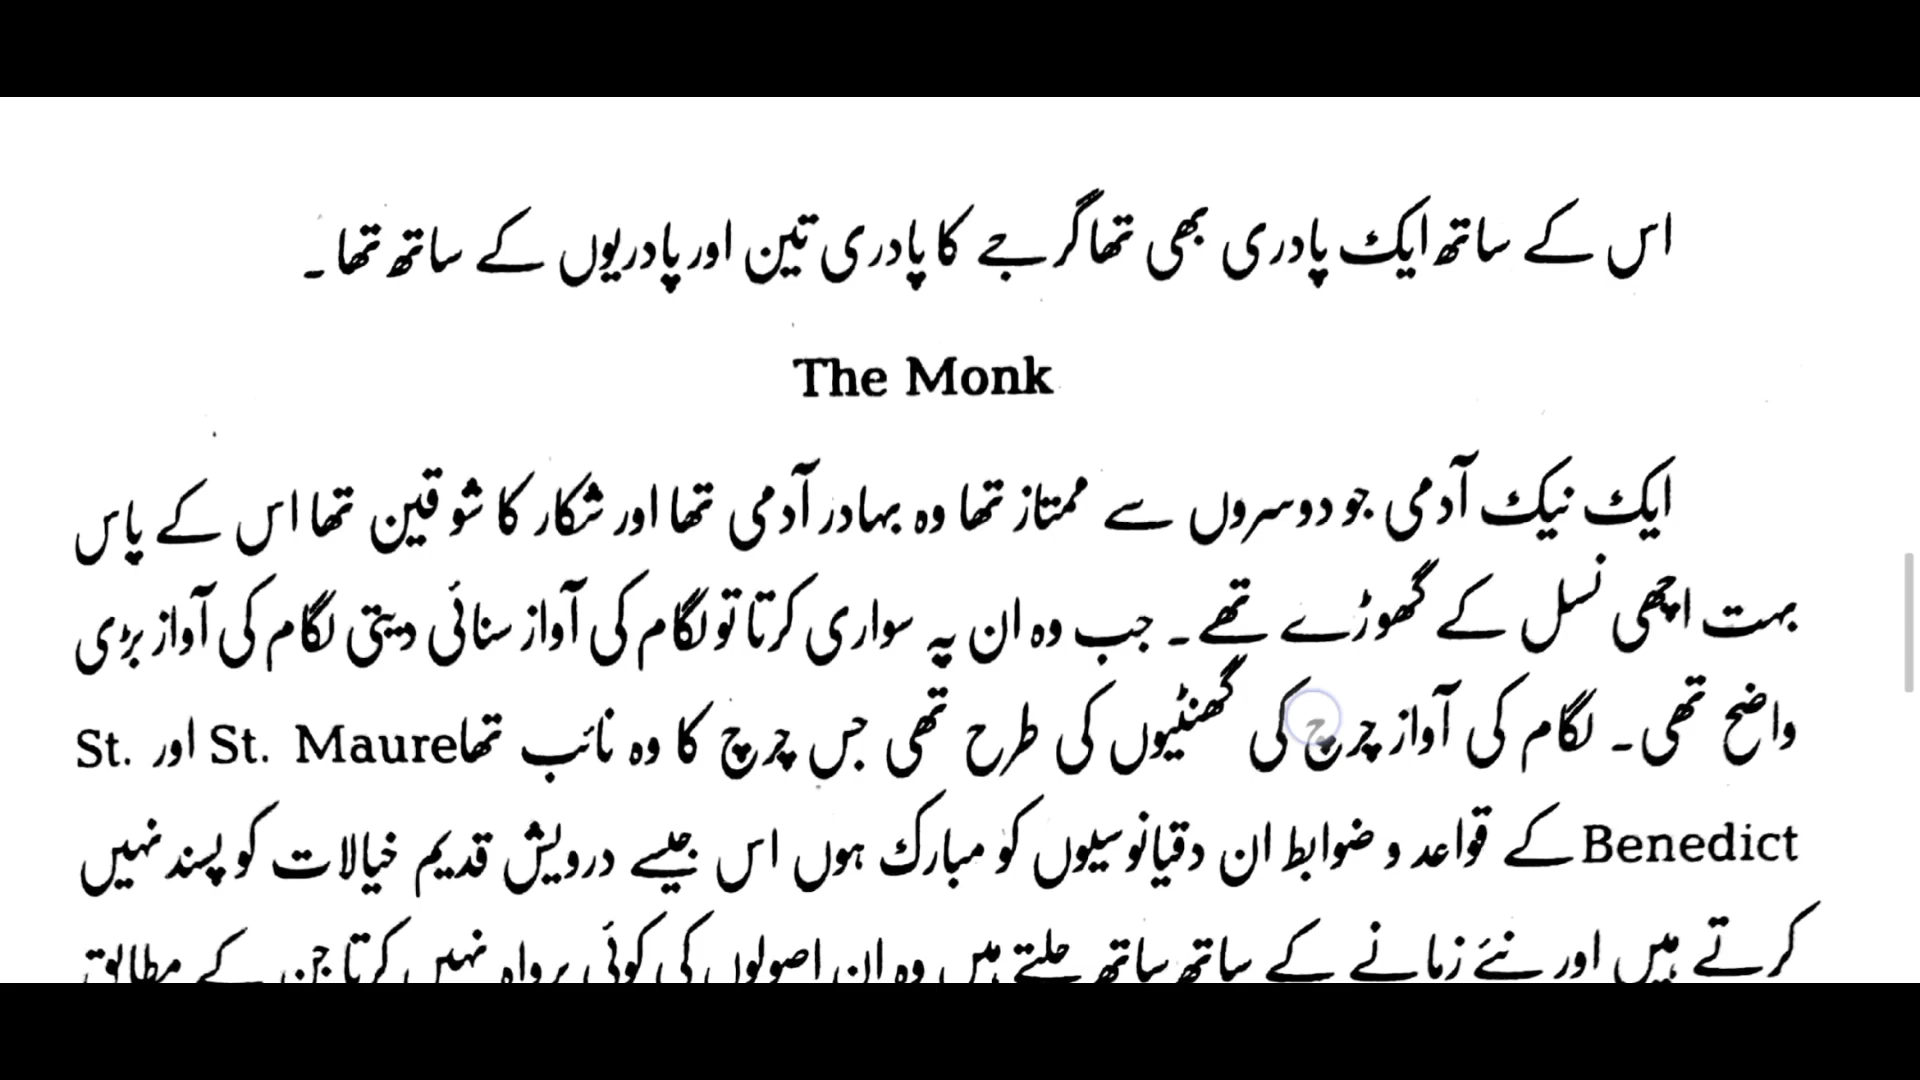 اس کے ساتھ ایک پادری بھی تھا گرجے کا پادری تین اور پادریوں کے ساتھ تھا۔
The Monk
ایک نیک آدمی جو دوسروں سے ممتاز تھا وہ بہادر آدمی تھا اور شکار کا شوقین تھا اس کے پاس
بہت اچھی نسل کے گھوڑے تھے۔ جب وہ ان پہ سواری کرتا تو لگام کی آواز سنائی دیتی لگام کی آواز بڑی
واضح تھی۔ لگام کی آواز چرچ کی گھنٹیوں کی طرح تھی جس چرچ کا وہ نائب تھا St. Maure اور St.
Benedict کے قواعد و ضوابط ان دقیانوسیوں کو مبارک ہوں اس جیسے درویش قدیم خیالات کو پسند نہیں
کرتے ہیں اور نئے زمانے کے ساتھ ساتھ چلتے ہیں وہ ان اصولوں کی کوئی پرواہ نہیں کرتا جن کے مطابق